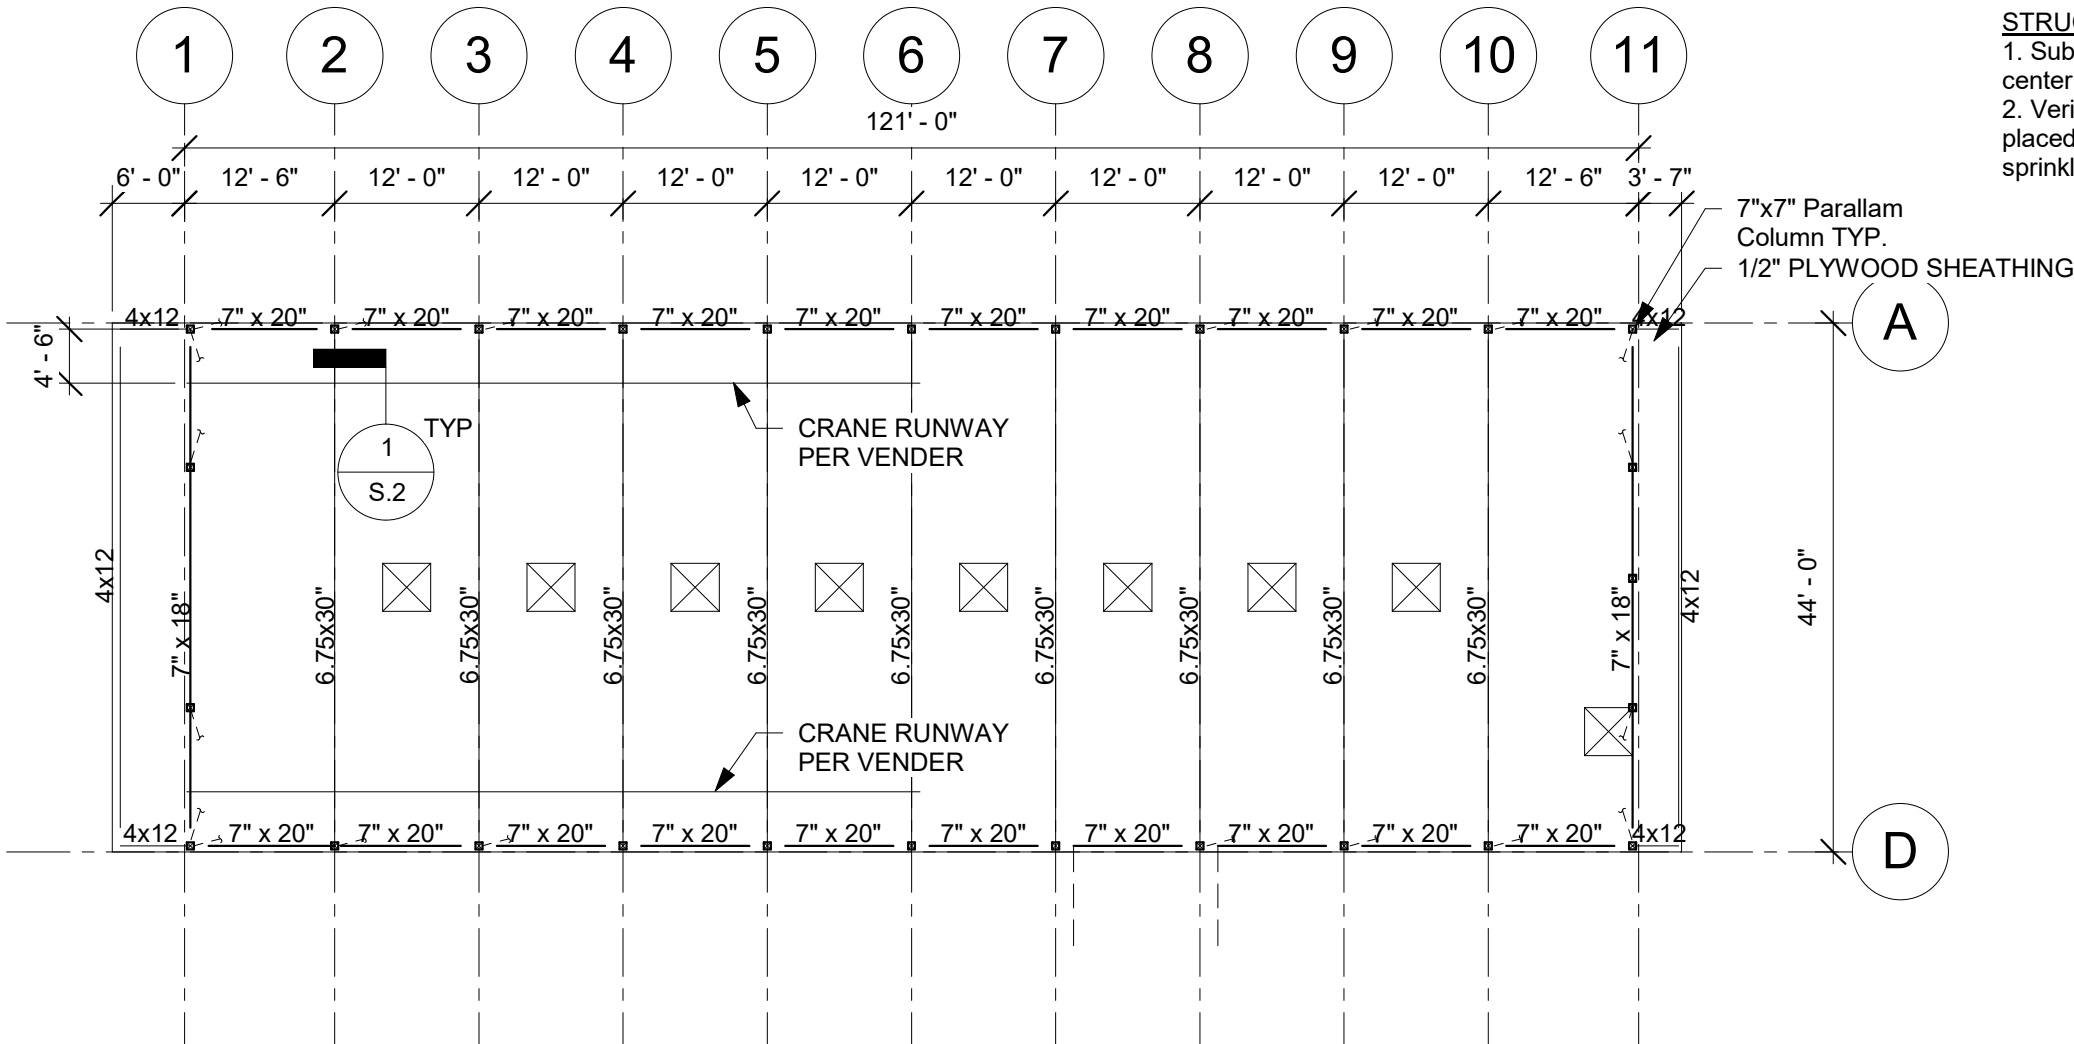 1 2 3 4 5 6 7 8 9 10 11
STRUC
1. Sub
center
2. Veri
placed
sprinkl
121' - 0"
6' - 0" 12' - 6" 12' - 0" 12' - 0" 12' - 0" 12' - 0" 12' - 0" 12' - 0" 12' - 0" 12' - 0" 12' - 6" 3' - 7"
7"x7" Parallam
Column TYP.
1/2" PLYWOOD SHEATHING
4x12 7" x 20" 7" x 20" 7" x 20" 7" x 20" 7" x 20" 7" x 20" 7" x 20" 7" x 20" 7" x 20" 7" x 20" 4x12
A
4' - 6"
TYP
1
S.2
CRANE RUNWAY
PER VENDER
4x12
7" x 18"
6.75x30" 6.75x30" 6.75x30" 6.75x30" 6.75x30" 6.75x30" 6.75x30" 6.75x30" 6.75x30"
7" x 18"
4x12
44' - 0"
CRANE RUNWAY
PER VENDER
4x12 7" x 20" 7" x 20" 7" x 20" 7" x 20" 7" x 20" 7" x 20" 7" x 20" 7" x 20" 7" x 20" 7" x 20" 4x12
D